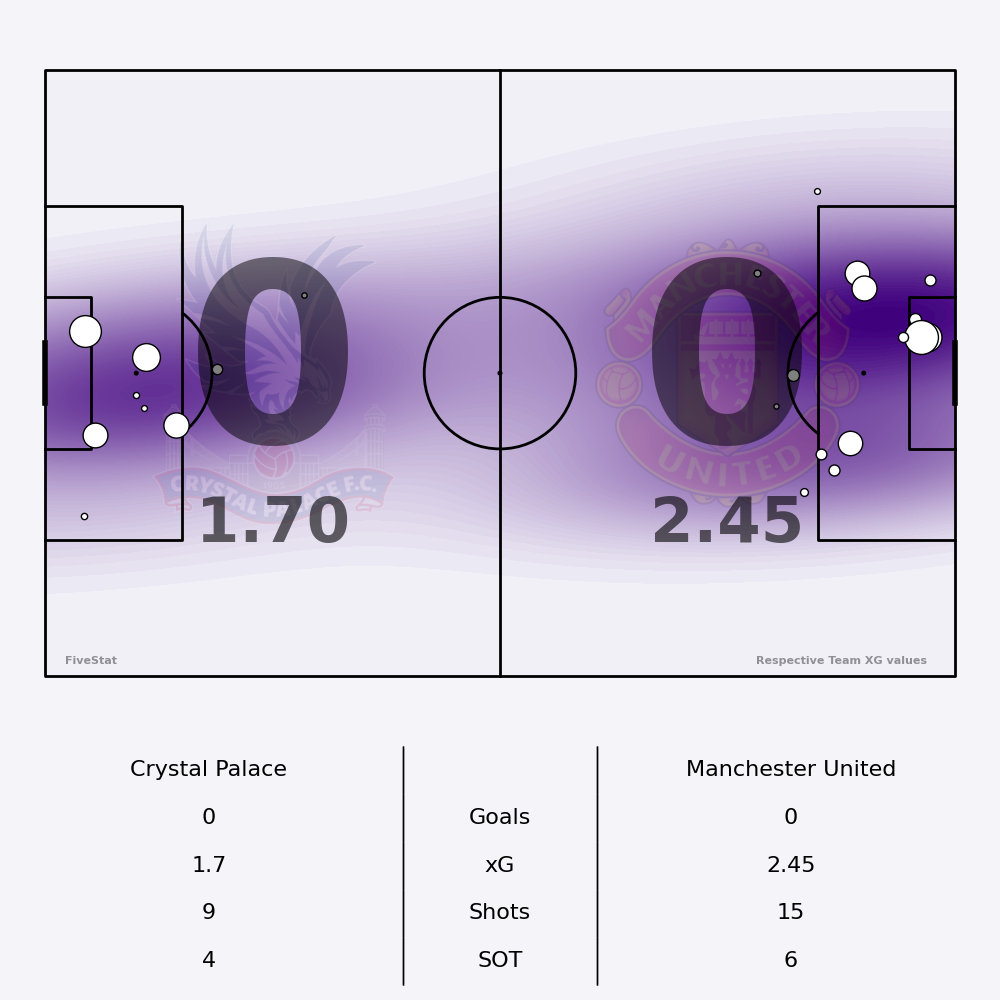 0 0
MANCHESTER
UNITED
CRYSTAL PALACE F.C.
1.70 2.45
FiveStat Respective Team XG values
Crystal Palace Manchester United
0 Goals 0
1.7 xG 2.45
9 Shots 15
4 SOT 6